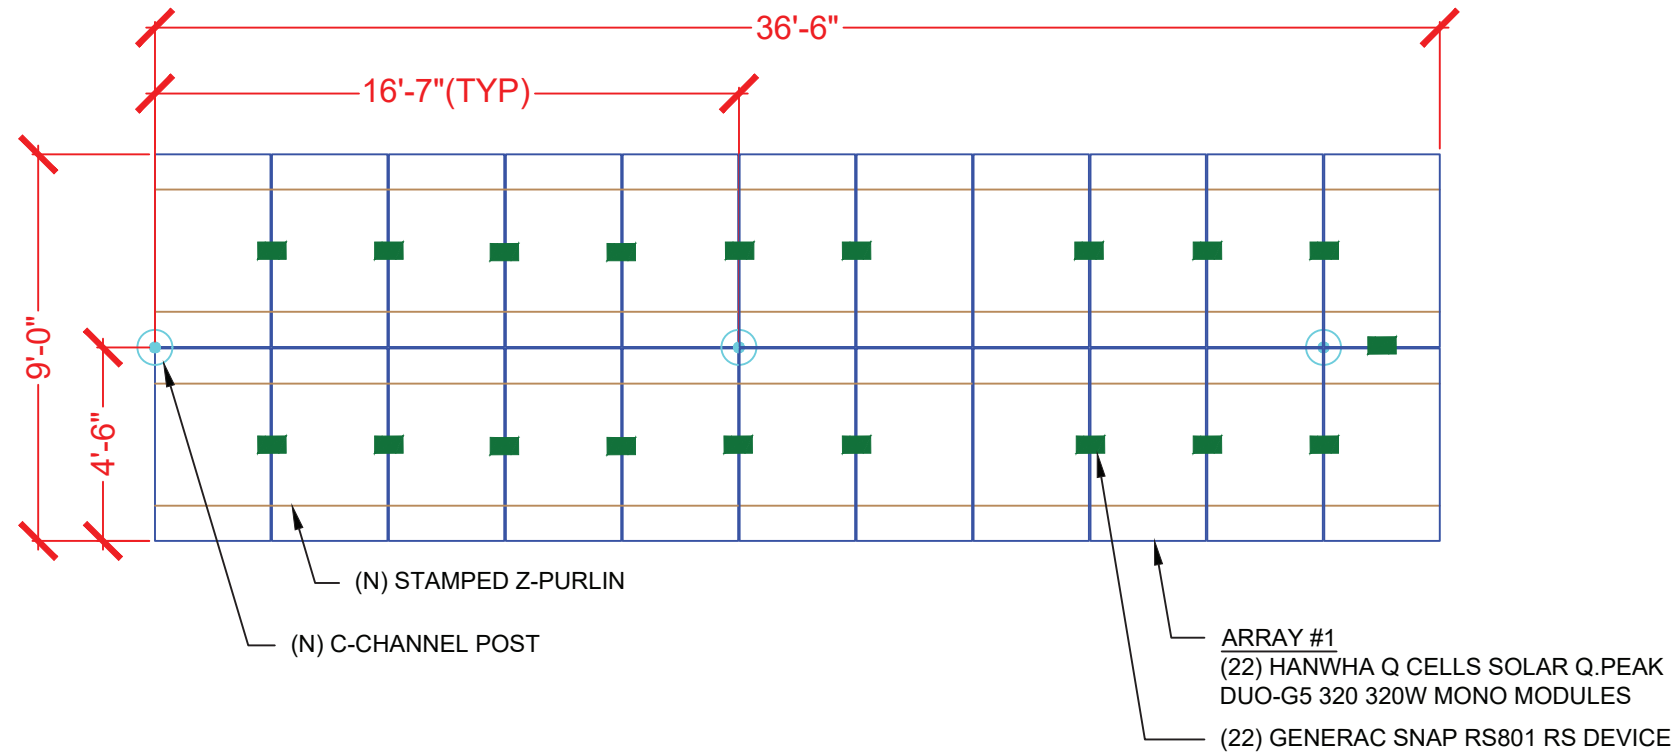 36'-6"
16'-7"(TYP)
9'-0"
4'-6"
(N) STAMPED Z-PURLIN
(N) C-CHANNEL POST
ARRAY #1
(22) HANWHA Q CELLS SOLAR Q.PEAK
DUO-G5 320 320W MONO MODULES
(22) GENERAC SNAP RS801 RS DEVICE